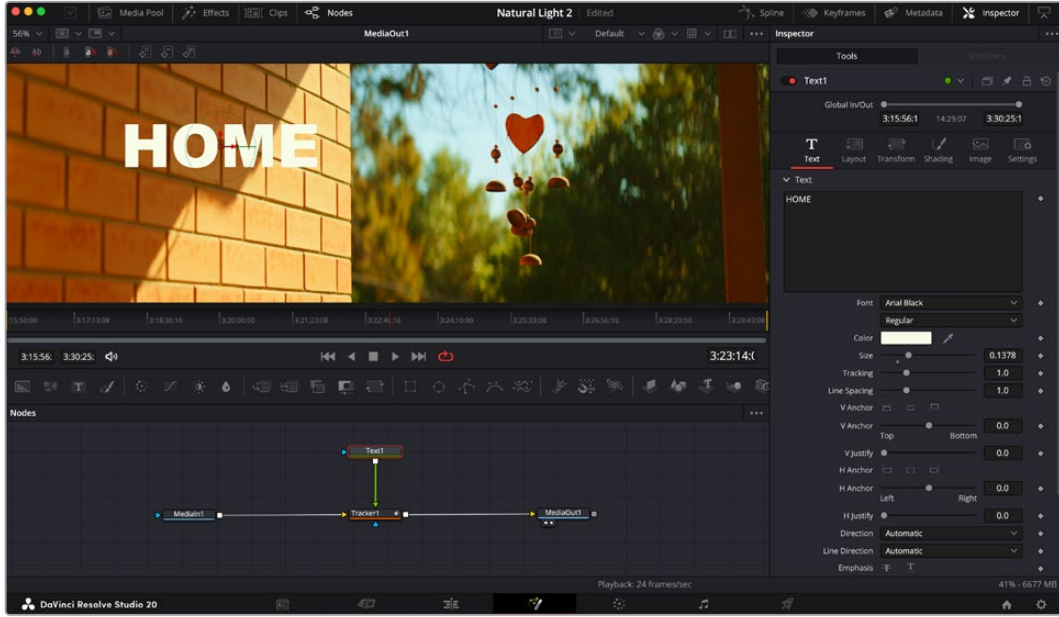 Media Pool Effects Clips Nodes Natural Light 2 Edited Spline Keyframes Metadata Inspector
56% MediaOut1 Default Inspector
Tools Modifiers
Text1
HOME
Global In/Out
3:15:56:1 14:29:07 3:30:25:1
Text Layout Transform Shading Image Settings
Text
HOME
Font Arial Black
Regular
Color
Size 0.1378
Tracking 1.0
Line Spacing 1.0
V Anchor
V Anchor 0.0
Top Bottom
V Justify 0.0
H Anchor
H Anchor 0.0
Left Right
H Justify 0.0
Direction Automatic
Line Direction Automatic
Emphasis T T
15:50:06 3:17:13:08 3:18:36:16 3:20:00:00 3:21:23:08 3:22:46:16 3:24:10:00 3:25:33:08 3:26:56:16 3:28:20:00 3:29:43:08
3:15:56: 3:30:25: 3:23:14:(
T
Nodes
Text1
MediaIn1 Tracker1 MediaOut1
Playback: 24 frames/sec 41% - 6677 MB
DaVinci Resolve Studio 20